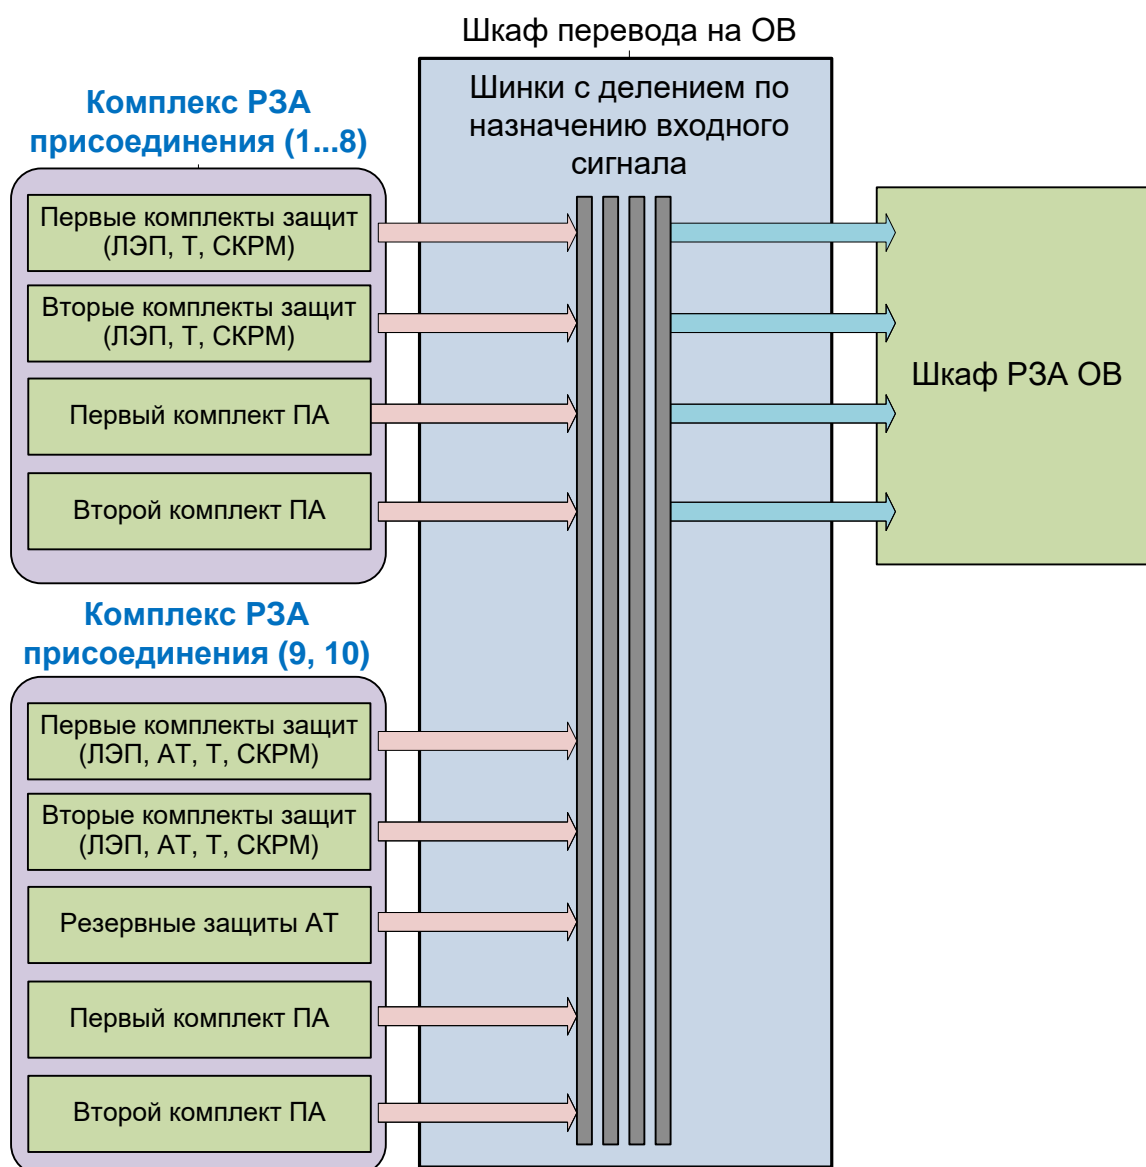 Шкаф перевода на ОВ
Шинки с делением по
назначению входного
сигнала
Комплекс РЗА
присоединения (1...8)
Первые комплекты защит
(ЛЭП, Т, СКРМ)
Вторые комплекты защит
(ЛЭП, Т, СКРМ)
Первый комплект ПА
Второй комплект ПА
Шкаф РЗА ОВ
Комплекс РЗА
присоединения (9, 10)
Первые комплекты защит
(ЛЭП, АТ, Т, СКРМ)
Вторые комплекты защит
(ЛЭП, АТ, Т, СКРМ)
Резервные защиты АТ
Первый комплект ПА
Второй комплект ПА